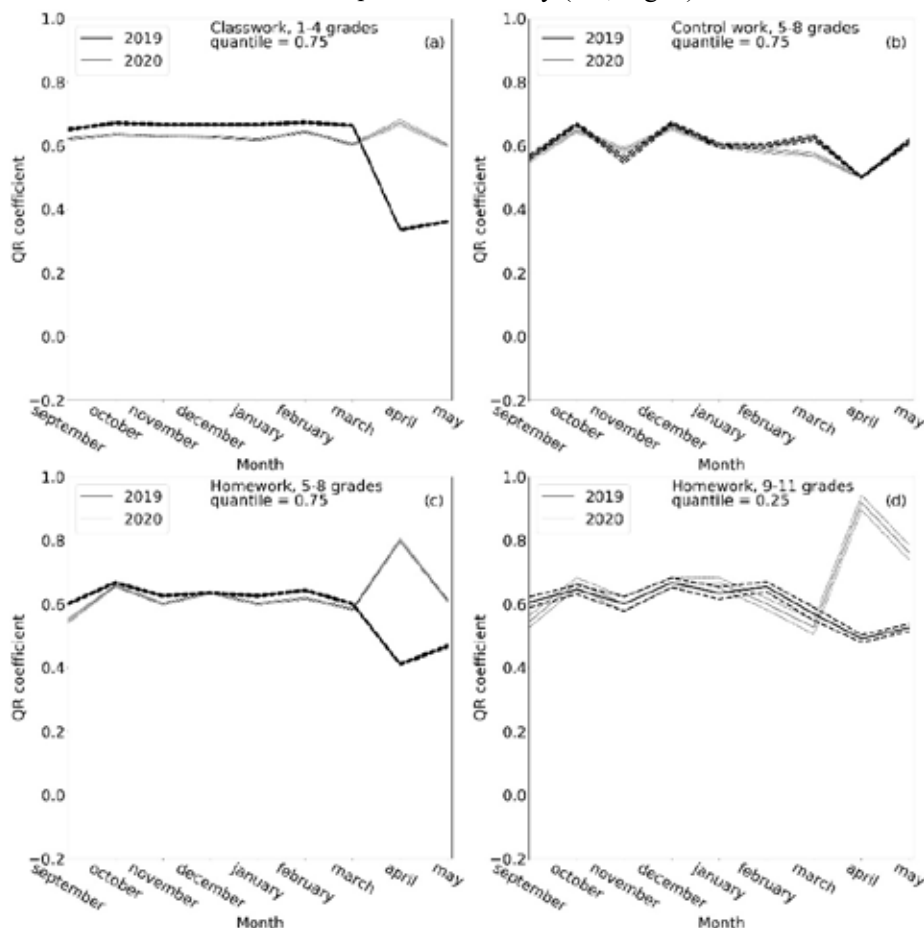 1.0
0.8
0.6
0.4
0.2
0.0
−0.2
QR coefficient
2019
2020
Classwork, 1-4 grades
quantile = 0.75
(a)
september
october
november
december
january
february
march
april
may
Month
1.0
0.8
0.6
0.4
0.2
0.0
−0.2
QR coefficient
2019
2020
Control work, 5-8 grades
quantile = 0.75
(b)
september
october
november
december
january
february
march
april
may
Month
1.0
0.8
0.6
0.4
0.2
0.0
−0.2
QR coefficient
2019
2020
Homework, 5-8 grades
quantile = 0.75
(c)
september
october
november
december
january
february
march
april
may
Month
1.0
0.8
0.6
0.4
0.2
0.0
−0.2
QR coefficient
2019
2020
Homework, 9-11 grades
quantile = 0.25
(d)
september
october
november
december
january
february
march
april
may
Month